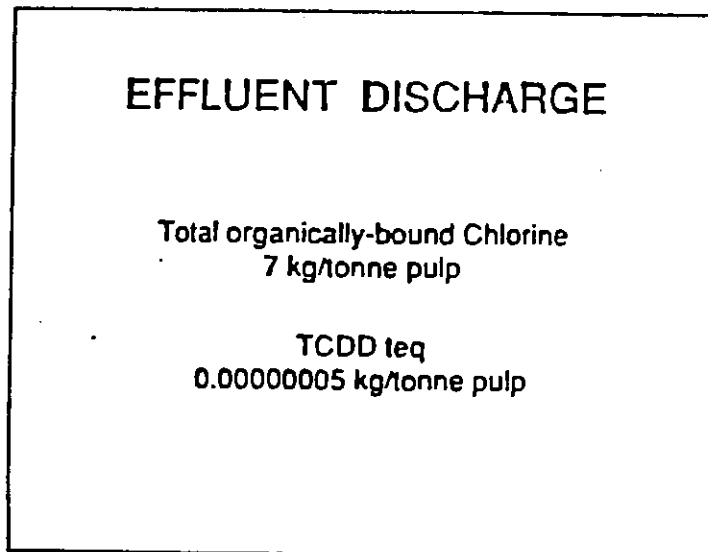 EFFLUENT DISCHARGE
Total organically-bound Chlorine
7 kg/tonne pulp
TCDD teq
0.00000005 kg/tonne pulp